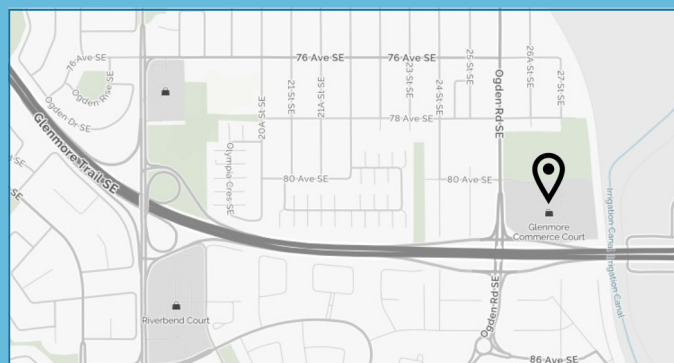 76 Ave SE
76 Ave SE
76 Ave SE
Ogden Rise SE
Ogden Dr SE
Glenmore Trail SE
20A St SE
21 St SE
21A St SE
23 St SE
24 St SE
25 St SE
Ogden Rd SE
26A St SE
27 St SE
78 Ave SE
Olympia Cres SE
80 Ave SE
80 Ave SE
Glenmore
Commerce Court
Irrigation Canal
Irrigation Canal
Riverbend Court
Ogden Rd SE
86 Ave SE